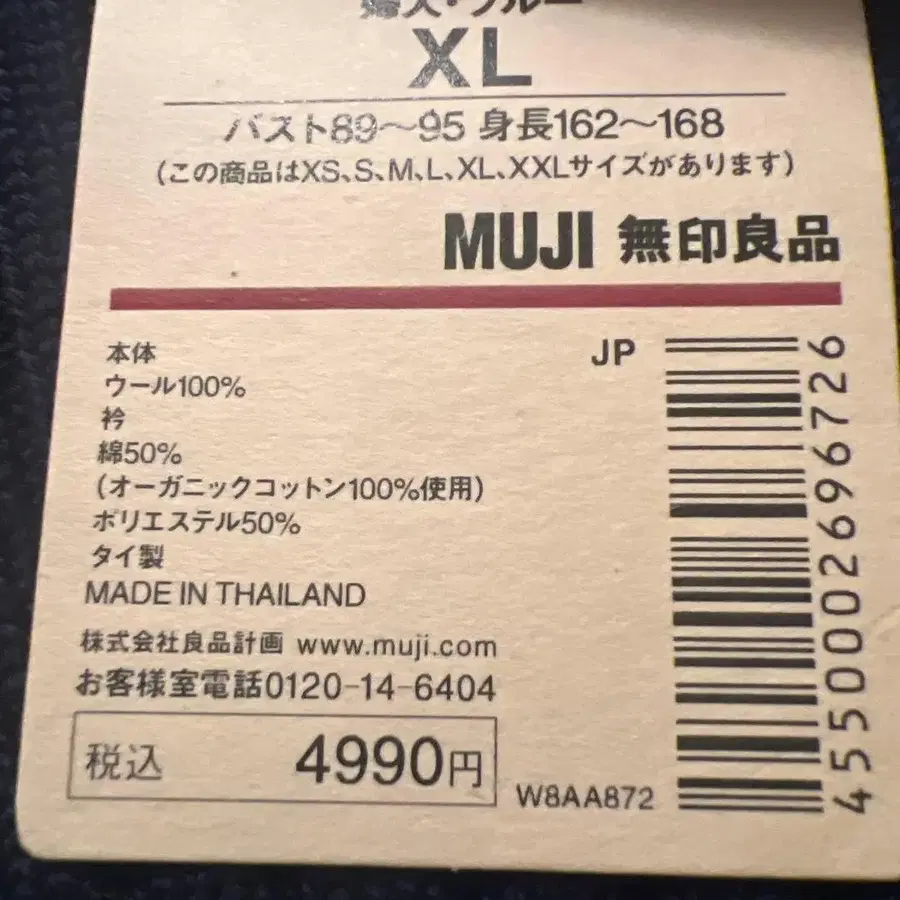 婦人・ブルー
XL
バスト89〜95 身長162〜168
(この商品はXS、S、M、L、XL、XXLサイズがあります)
MUJI 無印良品
本体
ウール100%
衿
綿50%
(オーガニックコットン100%使用)
ポリエステル50%
タイ製
MADE IN THAILAND
株式会社良品計画 www.muji.com
お客様室電話0120-14-6404
税込 4990円
JP
4550002696726
W8AA872